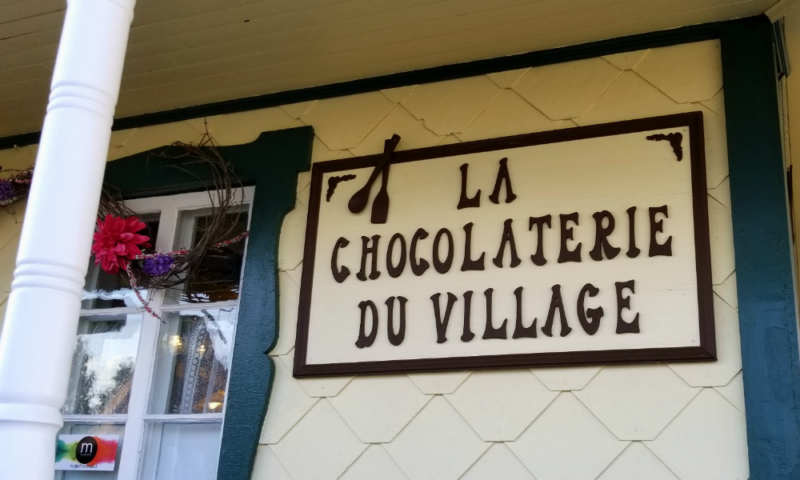 LA
CHOCOLATERIE
DU VILLAGE
m